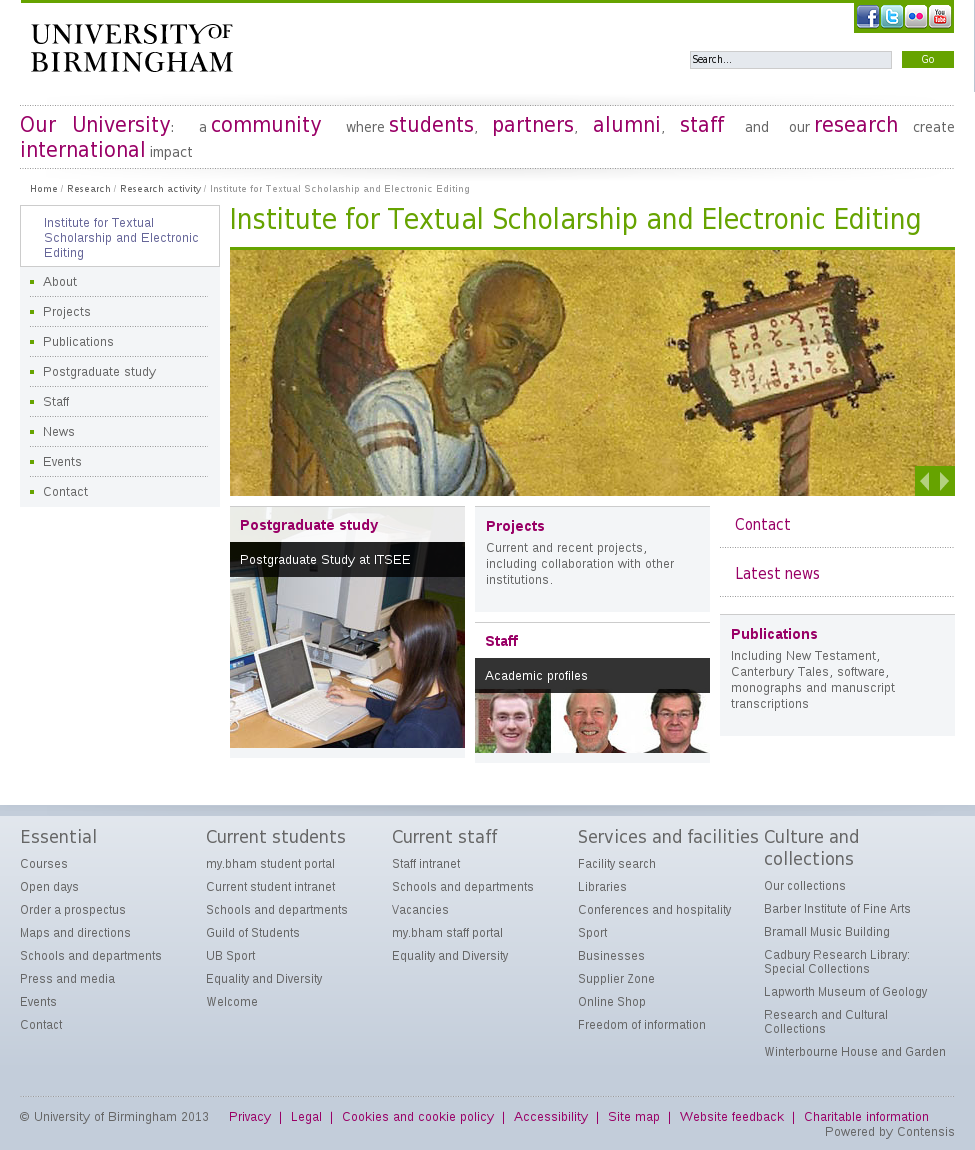 UNIVERSITY OF
BIRMINGHAM
You
Tube
Search...
Go
Our University: a community where students, partners, alumni, staff and our research create
international impact
Home / Research / Research activity / Institute for Textual Scholarship and Electronic Editing
Institute for Textual
Scholarship and Electronic
Editing
About
Projects
Publications
Postgraduate study
Staff
News
Events
Contact
Institute for Textual Scholarship and Electronic Editing
Postgraduate study
Postgraduate Study at ITSEE
Projects
Current and recent projects,
including collaboration with other
institutions.
Staff
Academic profiles
Contact
Latest news
Publications
Including New Testament,
Canterbury Tales, software,
monographs and manuscript
transcriptions
Essential
Courses
Open days
Order a prospectus
Maps and directions
Schools and departments
Press and media
Events
Contact
Current students
my.bham student portal
Current student intranet
Schools and departments
Guild of Students
UB Sport
Equality and Diversity
Welcome
Current staff
Staff intranet
Schools and departments
Vacancies
my.bham staff portal
Equality and Diversity
Services and facilities
Facility search
Libraries
Conferences and hospitality
Sport
Businesses
Supplier Zone
Online Shop
Freedom of information
Culture and
collections
Our collections
Barber Institute of Fine Arts
Bramall Music Building
Cadbury Research Library:
Special Collections
Lapworth Museum of Geology
Research and Cultural
Collections
Winterbourne House and Garden
© University of Birmingham 2013 Privacy | Legal | Cookies and cookie policy | Accessibility | Site map | Website feedback | Charitable information
Powered by Contensis